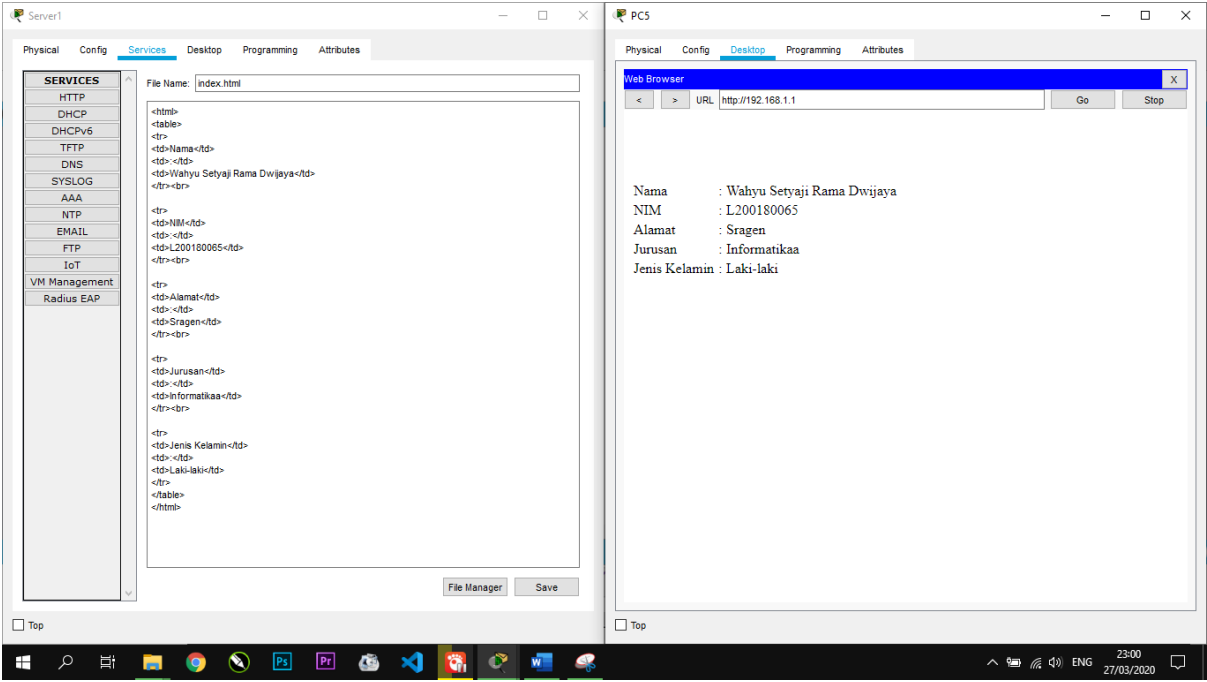 Server1
Physical Config Services Desktop Programming Attributes
SERVICES
HTTP
DHCP
DHCPv6
TFTP
DNS
SYSLOG
AAA
NTP
EMAIL
FTP
IoT
VM Management
Radius EAP
File Name: index.html
<html>
<table>
<tr>
<td>Nama</td>
<td>:</td>
<td>Wahyu Setyaji Rama Dwijaya</td>
</tr><br>
<tr>
<td>NIM</td>
<td>:</td>
<td>L200180065</td>
</tr><br>
<tr>
<td>Alamat</td>
<td>:</td>
<td>Sragen</td>
</tr><br>
<tr>
<td>Jurusan</td>
<td>:</td>
<td>Informatikaa</td>
</tr><br>
<tr>
<td>Jenis Kelamin</td>
<td>:</td>
<td>Laki-laki</td>
</tr>
</table>
</html>
File Manager Save
Top
PC5
Physical Config Desktop Programming Attributes
Web Browser X
< > URL http://192.168.1.1 Go Stop
Nama : Wahyu Setyaji Rama Dwijaya
NIM : L200180065
Alamat : Sragen
Jurusan : Informatikaa
Jenis Kelamin : Laki-laki
Top
Ps Pr W ENG 23:00
27/03/2020